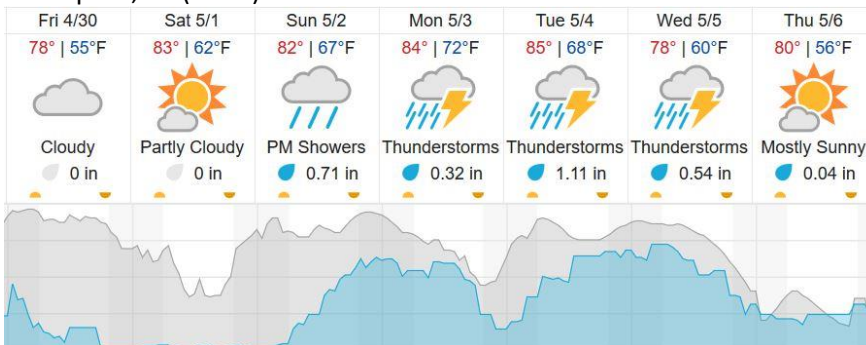 Fri 4/30 Sat 5/1 Sun 5/2 Mon 5/3 Tue 5/4 Wed 5/5 Thu 5/6
78° | 55°F 83° | 62°F 82° | 67°F 84° | 72°F 85° | 68°F 78° | 60°F 80° | 56°F
Cloudy Partly Cloudy PM Showers Thunderstorms Thunderstorms Thunderstorms Mostly Sunny
0 in 0 in 0.71 in 0.32 in 1.11 in 0.54 in 0.04 in